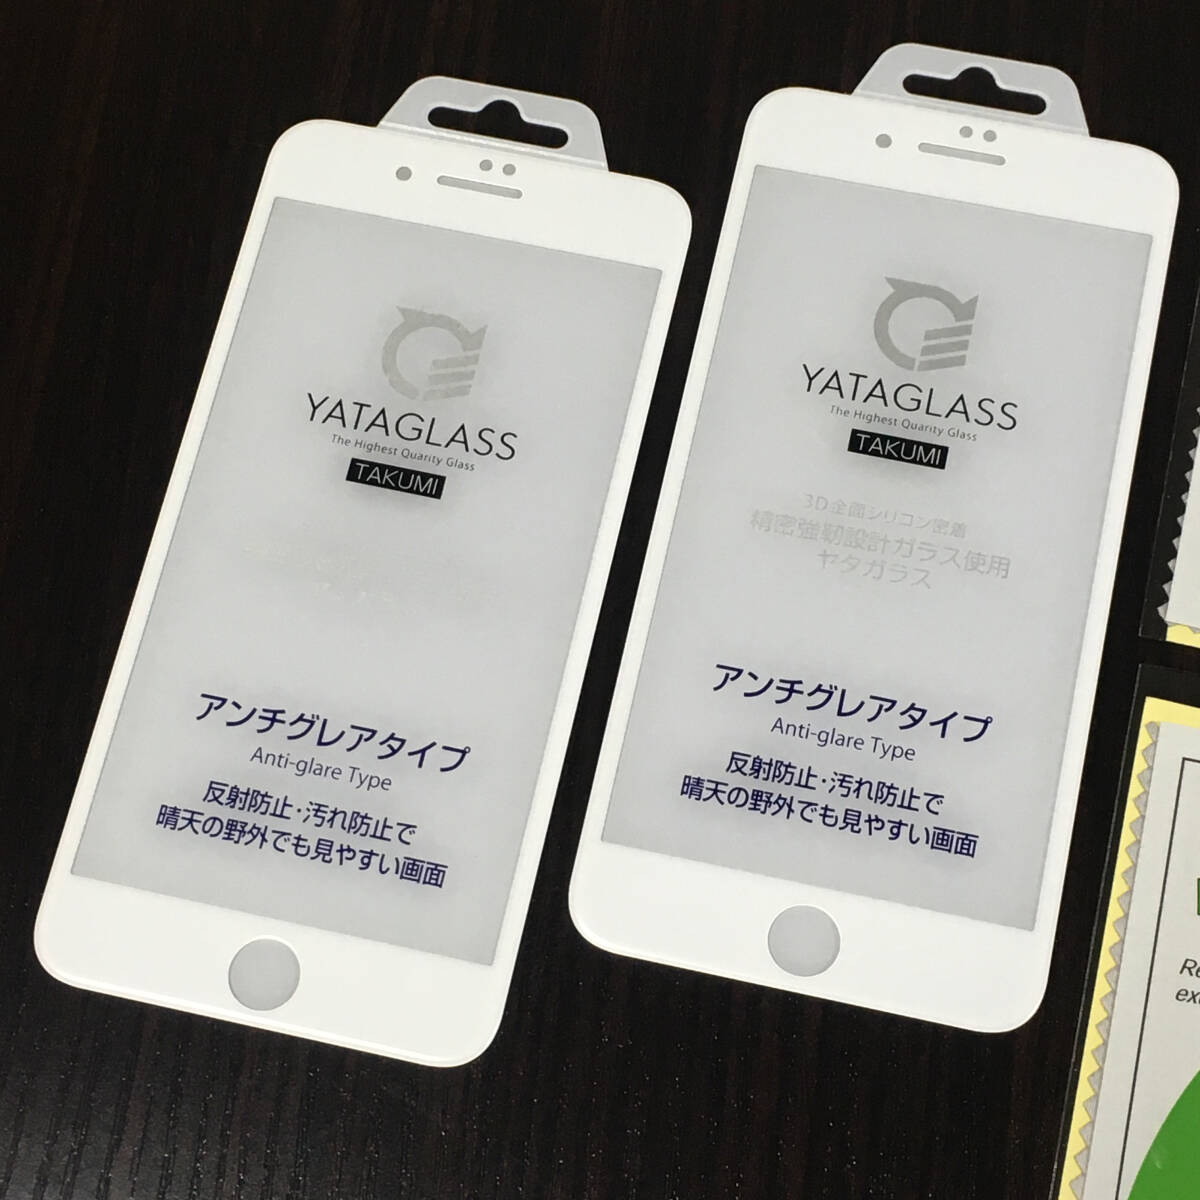 YATAGLASS
The Highest Quarity Glass
TAKUMI
アンチグレアタイプ
Anti-glare Type
反射防止・汚れ防止で
晴天の野外でも見やすい画面
YATAGLASS
The Highest Quarity Glass
TAKUMI
3D全面シリコン密着
精密強靭設計ガラス使用
ヤタガラス
アンチグレアタイプ
Anti-glare Type
反射防止・汚れ防止で
晴天の野外でも見やすい画面